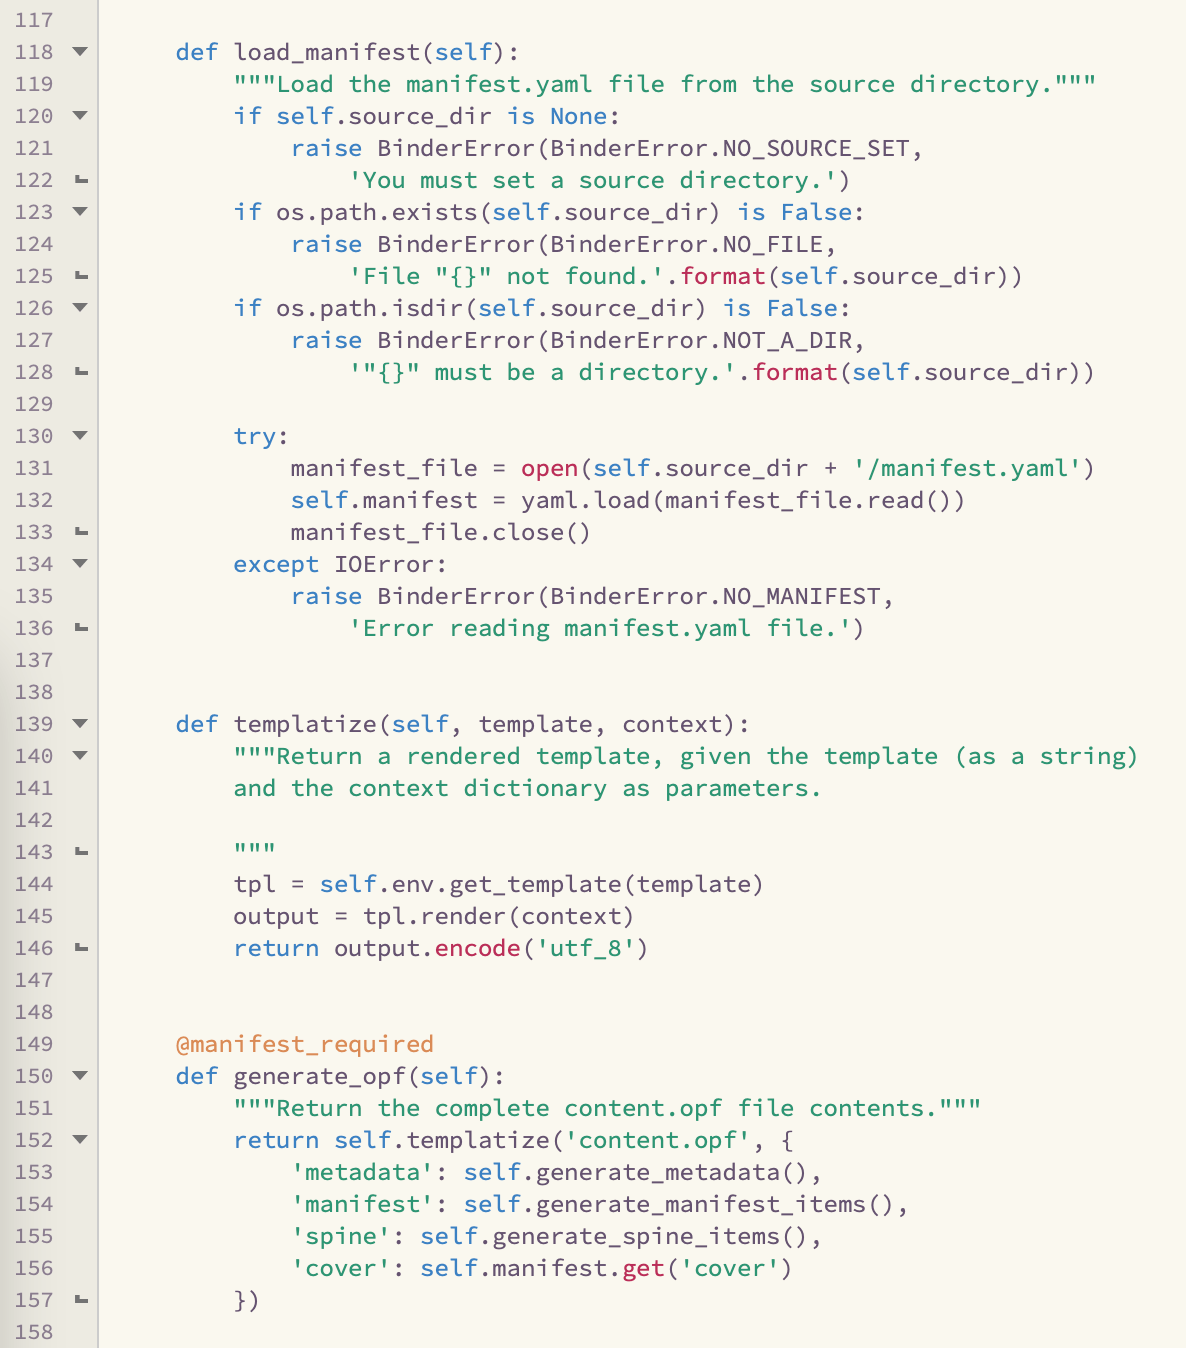 117
118 def load_manifest(self):
119 """Load the manifest.yaml file from the source directory."""
120 if self.source_dir is None:
121 raise BinderError(BinderError.NO_SOURCE_SET,
122 'You must set a source directory.')
123 if os.path.exists(self.source_dir) is False:
124 raise BinderError(BinderError.NO_FILE,
125 'File "{}" not found.'.format(self.source_dir))
126 if os.path.isdir(self.source_dir) is False:
127 raise BinderError(BinderError.NOT_A_DIR,
128 '"{}" must be a directory.'.format(self.source_dir))
129
130 try:
131 manifest_file = open(self.source_dir + '/manifest.yaml')
132 self.manifest = yaml.load(manifest_file.read())
133 manifest_file.close()
134 except IOError:
135 raise BinderError(BinderError.NO_MANIFEST,
136 'Error reading manifest.yaml file.')
137
138
139 def templatize(self, template, context):
140 """Return a rendered template, given the template (as a string)
141 and the context dictionary as parameters.
142
143 """
144 tpl = self.env.get_template(template)
145 output = tpl.render(context)
146 return output.encode('utf_8')
147
148
149 @manifest_required
150 def generate_opf(self):
151 """Return the complete content.opf file contents."""
152 return self.templatize('content.opf', {
153 'metadata': self.generate_metadata(),
154 'manifest': self.generate_manifest_items(),
155 'spine': self.generate_spine_items(),
156 'cover': self.manifest.get('cover')
157 })
158